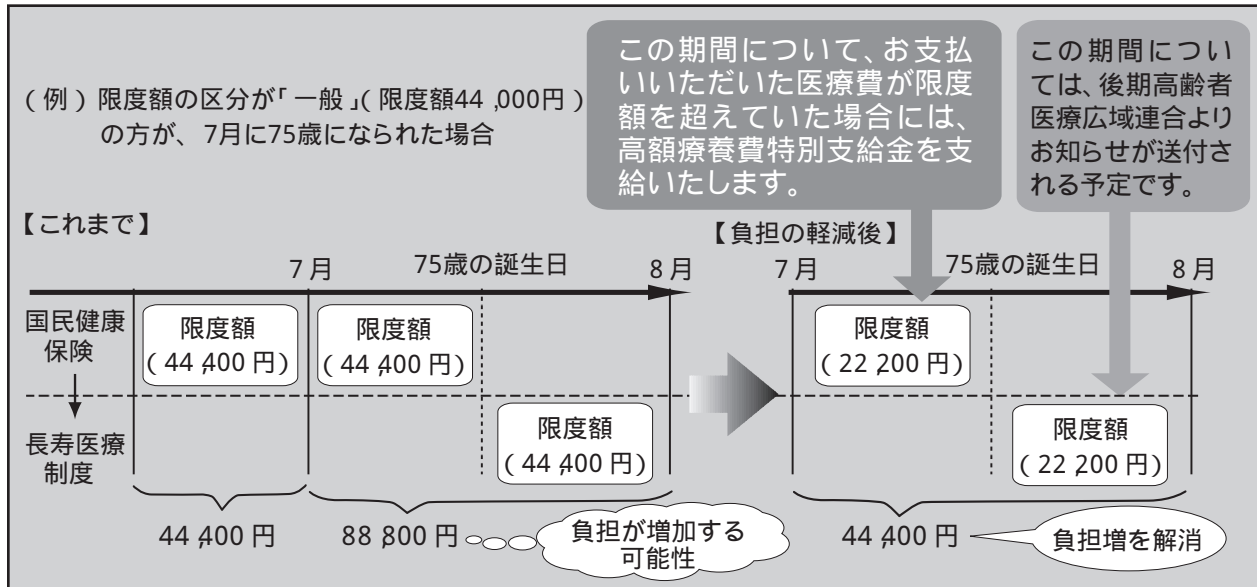 (例)限度額の区分が「一般」(限度額44,000円)
の方が、7月に75歳になられた場合
この期間について、お支払
いいただいた医療費が限度
額を超えていた場合には、
高額療養費特別支給金を支
給いたします。
この期間につい
ては、後期高齢者
医療広域連合より
お知らせが送付さ
れる予定です。
【これまで】
7月
75歳の誕生日
8月
国民健康
保険
長寿医療
制度
限度額
(44,400円)
限度額
(44,400円)
限度額
(44,400円)
44,400円
88,800円
負担が増加する
可能性
【負担の軽減後】
7月
75歳の誕生日
8月
限度額
(22,200円)
限度額
(22,200円)
44,400円
負担増を解消